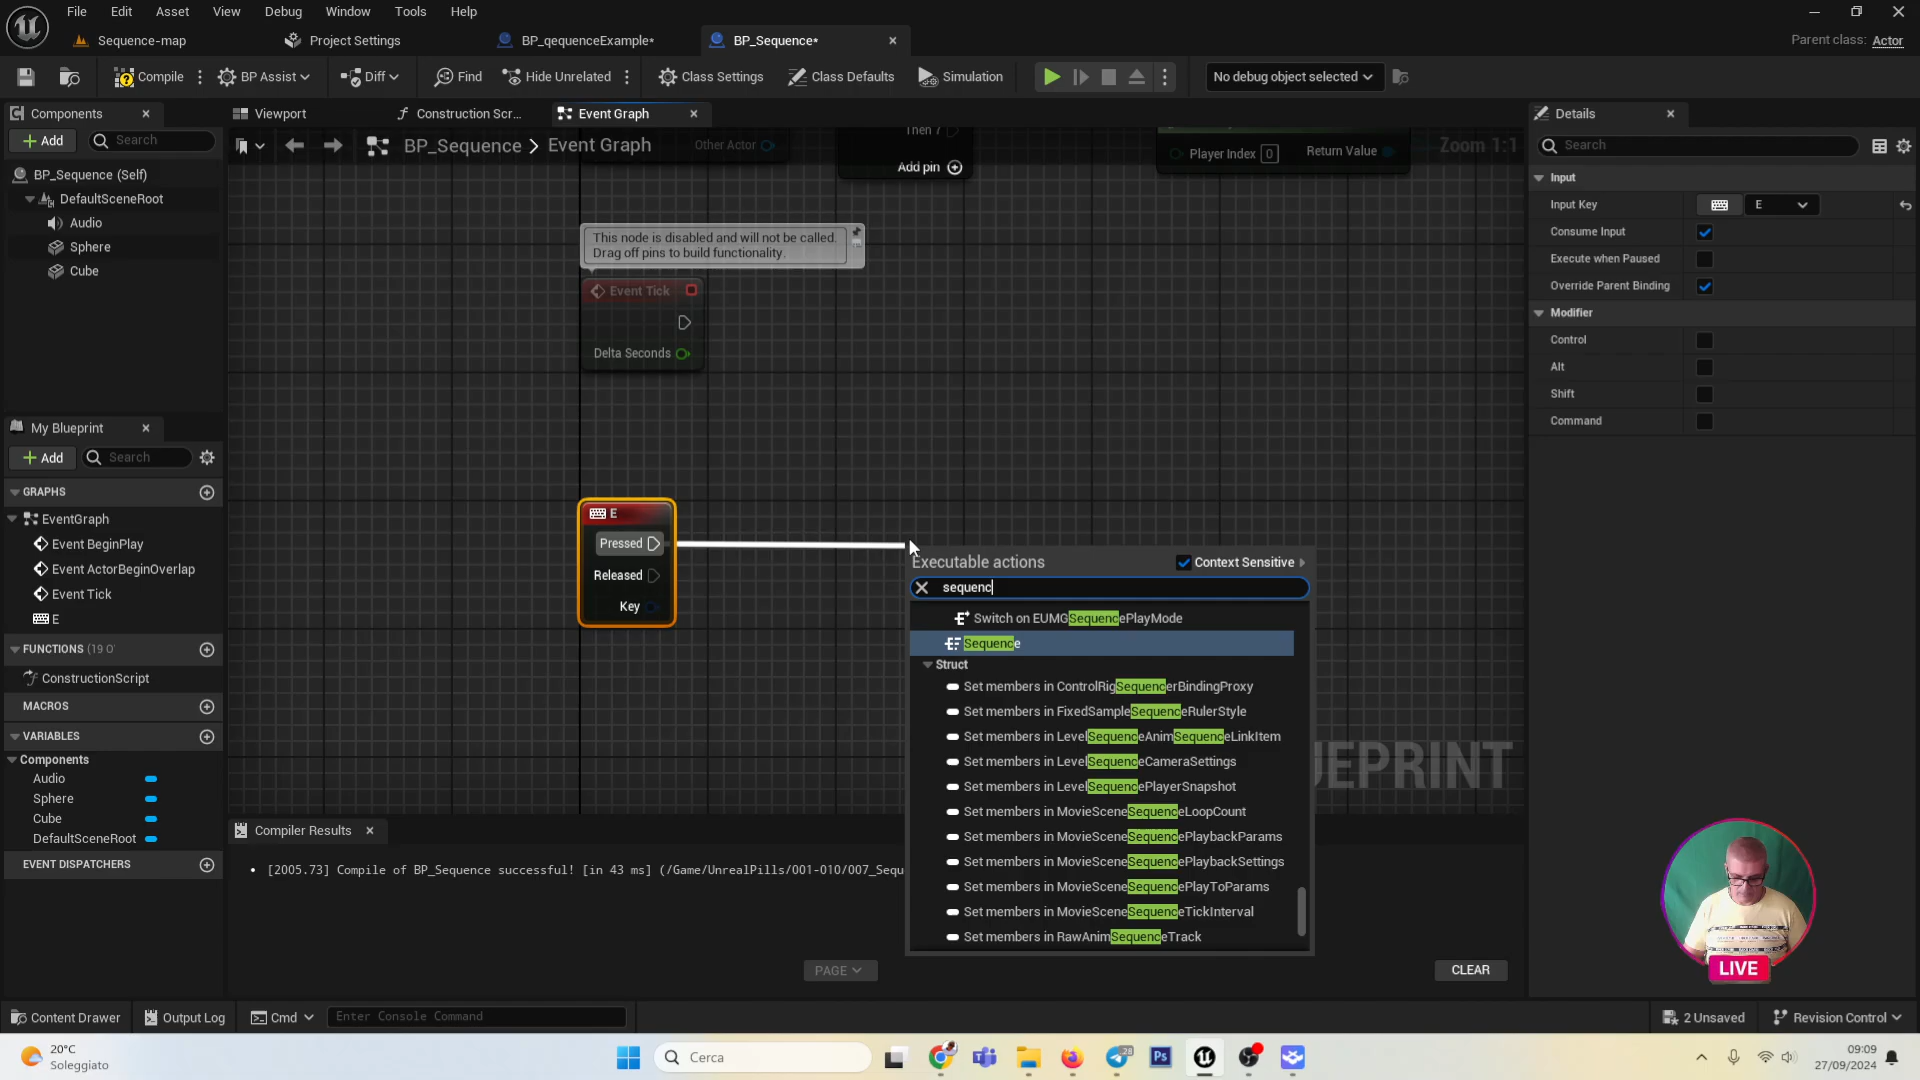 File Edit Asset View Debug Window Tools Help
Sequence-map
Project Settings
BP_qequenceExample*
BP_Sequence*
Parent class: Actor
Compile
BP Assist
Diff
Find
Hide Unrelated
Class Settings
Class Defaults
Simulation
No debug object selected
Components
Add
Search
BP_Sequence (Self)
DefaultSceneRoot
Audio
Sphere
Cube
My Blueprint
Add
Search
GRAPHS
EventGraph
Event BeginPlay
Event ActorBeginOverlap
Event Tick
E
FUNCTIONS (19 O
ConstructionScript
MACROS
VARIABLES
Components
Audio
Sphere
Cube
DefaultSceneRoot
EVENT DISPATCHERS
Viewport
Construction Scr...
Event Graph
BP_Sequence > Event Graph
Zoom 1:1
Other Actor
Then 7
Add pin
Player Index 0
Return Value
This node is disabled and will not be called.
Drag off pins to build functionality.
Event Tick
Delta Seconds
E
Pressed
Released
Key
Executable actions
Context Sensitive
sequenc
Switch on EUMGSequencePlayMode
Sequence
Struct
Set members in ControlRigSequencerBindingProxy
Set members in FixedSampleSequenceRulerStyle
Set members in LevelSequenceAnimSequenceLinkItem
Set members in LevelSequenceCameraSettings
Set members in LevelSequencePlayerSnapshot
Set members in MovieSceneSequenceLoopCount
Set members in MovieSceneSequencePlaybackParams
Set members in MovieSceneSequencePlaybackSettings
Set members in MovieSceneSequencePlayToParams
Set members in MovieSceneSequenceTickInterval
Set members in RawAnimSequenceTrack
UEPRINT
Compiler Results
[2005.73] Compile of BP_Sequence successful! [in 43 ms] (/Game/UnrealPills/001-010/007_Sequ
PAGE
CLEAR
Details
Search
Input
Input Key
E
Consume Input
Execute when Paused
Override Parent Binding
Modifier
Control
Alt
Shift
Command
LIVE
Content Drawer
Output Log
Cmd
Enter Console Command
2 Unsaved
Revision Control
20°C
Soleggiato
Cerca
28
Ps
09:09
27/09/2024